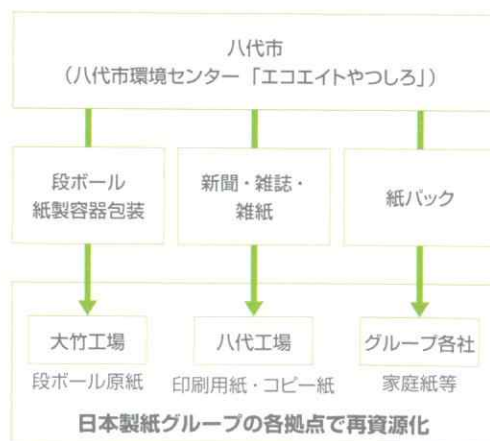 八代市
(八代市環境センター「エコエイトやつしろ」)
段ボール
紙製容器包装
新聞・雑誌・
雑紙
紙パック
大竹工場
段ボール原紙
八代工場
印刷用紙・コピー紙
グループ各社
家庭紙等
日本製紙グループの各拠点で再資源化